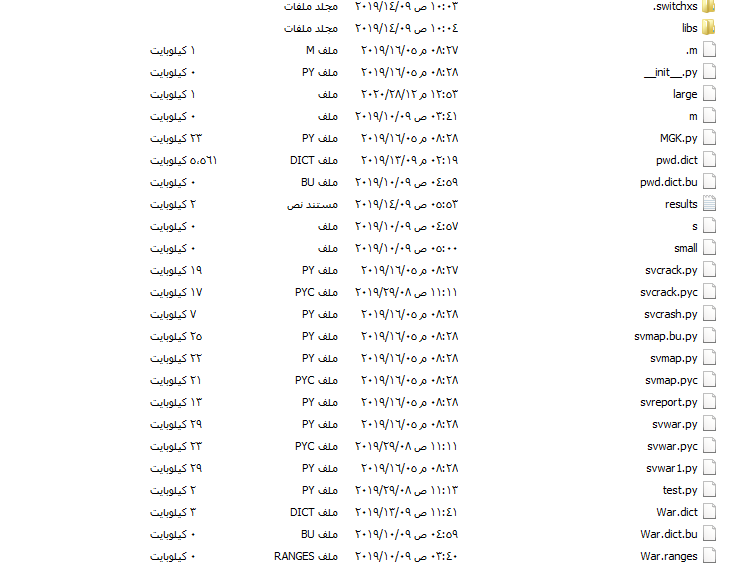 .switchxs ١٠:٠٣ ص ٢٠١٩/١٤/٠٩ مجلد ملفات
libs ١٠:٠٤ ص ٢٠١٩/١٤/٠٩ مجلد ملفات
.m ٠٨:٢٧ م ٢٠١٩/١٦/٠٥ ملف M ١ كيلوبايت
__init__.py ٠٨:٢٨ م ٢٠١٩/١٦/٠٥ ملف PY ٠ كيلوبايت
large ١٢:٥٣ م ٢٠٢٠/٢٨/١٢ ملف ١ كيلوبايت
m ٠٣:٤١ ص ٢٠١٩/١٠/٠٩ ملف ٠ كيلوبايت
MGK.py ٠٨:٢٨ م ٢٠١٩/١٦/٠٥ ملف PY ٢٣ كيلوبايت
pwd.dict ٠٢:١٩ م ٢٠١٩/١٣/٠٩ ملف DICT ٥،٥٦١ كيلوبايت
pwd.dict.bu ٠٤:٥٩ ص ٢٠١٩/١٠/٠٩ ملف BU ٠ كيلوبايت
results ٠٥:٥٣ ص ٢٠١٩/١٤/٠٩ مستند نص ٢ كيلوبايت
s ٠٤:٥٧ ص ٢٠١٩/١٠/٠٩ ملف ٠ كيلوبايت
small ٠٥:٠٠ ص ٢٠١٩/١٠/٠٩ ملف ٠ كيلوبايت
svcrack.py ٠٨:٢٧ م ٢٠١٩/١٦/٠٥ ملف PY ١٩ كيلوبايت
svcrack.pyc ١١:١١ ص ٢٠١٩/٢٩/٠٨ ملف PYC ١٧ كيلوبايت
svcrash.py ٠٨:٢٨ م ٢٠١٩/١٦/٠٥ ملف PY ٧ كيلوبايت
svmap.bu.py ٠٨:٢٨ م ٢٠١٩/١٦/٠٥ ملف PY ٢٥ كيلوبايت
svmap.py ٠٨:٢٨ م ٢٠١٩/١٦/٠٥ ملف PY ٢٢ كيلوبايت
svmap.pyc ٠٨:٢٨ م ٢٠١٩/١٦/٠٥ ملف PYC ٢١ كيلوبايت
svreport.py ٠٨:٢٨ م ٢٠١٩/١٦/٠٥ ملف PY ١٣ كيلوبايت
svwar.py ٠٨:٢٨ م ٢٠١٩/١٦/٠٥ ملف PY ٢٩ كيلوبايت
svwar.pyc ١١:١١ ص ٢٠١٩/٢٩/٠٨ ملف PYC ٢٣ كيلوبايت
svwar1.py ٠٨:٢٨ م ٢٠١٩/١٦/٠٥ ملف PY ٢٩ كيلوبايت
test.py ١١:١٣ ص ٢٠١٩/٢٩/٠٨ ملف PY ٢ كيلوبايت
War.dict ١١:٤١ ص ٢٠١٩/١٣/٠٩ ملف DICT ٣ كيلوبايت
War.dict.bu ٠٤:٥٩ ص ٢٠١٩/١٠/٠٩ ملف BU ٠ كيلوبايت
War.ranges ٠٣:٤٠ ص ٢٠١٩/١٠/٠٩ ملف RANGES ٠ كيلوبايت